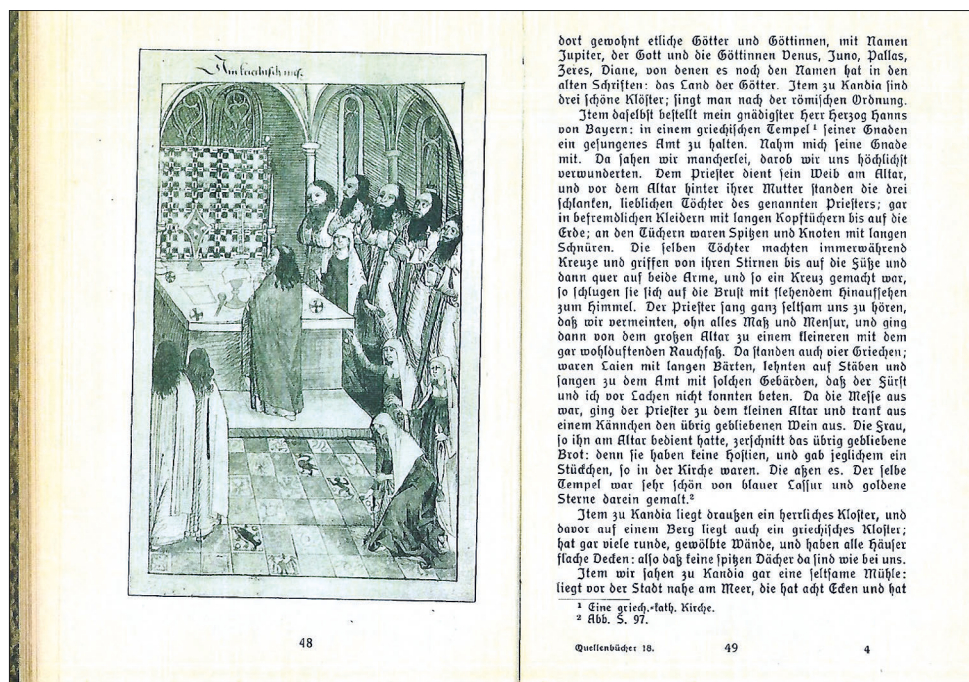 48
dort gewohnt etliche Götter und Göttinnen, mit Namen
Jupiter, der Gott und die Göttinnen Venus, Juno, Pallas,
Zeres, Diane, von denen es noch den Namen hat in den
alten Schriften: das Land der Götter. Item zu Kandia sind
drei schöne Klöster; singt man nach der römischen Ordnung.
Item daselbst bestellt mein gnädigster Herr Herzog Hanns
von Bayern: in einem griechischen Tempel¹ seiner Gnaden
ein gesungenes Amt zu halten. Nahm mich seine Gnade
mit. Da sahen wir mancherlei, darob wir uns höchlichst
verwunderten. Dem Priester dient sein Weib am Altar,
und vor dem Altar hinter ihrer Mutter standen die drei
schlanken, lieblichen Töchter des genannten Priesters; gar
in befremdlichen Kleidern mit langen Kopftüchern bis auf die
Erde; an den Tüchern waren Spitzen und Knoten mit langen
Schnüren. Die selben Töchter machten immerwährend
Kreuze und griffen von ihren Stirnen bis auf die Füße und
dann quer auf beide Arme, und so ein Kreuz gemacht war,
so schlugen sie sich auf die Brust mit flehendem Hinaufsehen
zum Himmel. Der Priester sang ganz seltsam uns zu hören,
daß wir vermeinten, ohn alles Maß und Mensur, und ging
dann von dem großen Altar zu einem kleineren mit dem
gar wohlduftenden Rauchfaß. Da standen auch vier Griechen;
waren Laien mit langen Bärten, lehnten auf Stäben und
sangen zu dem Amt mit solchen Gebärden, daß der Fürst
und ich vor Lachen nicht konnten beten. Da die Messe aus
war, ging der Priester zu dem kleinen Altar und trank aus
einem Kännchen den übrig gebliebenen Wein aus. Die Frau,
so ihn am Altar bedient hatte, zerschnitt das übrig gebliebene
Brot: denn sie haben keine Hostien, und gab jeglichem ein
Stückchen, so in der Kirche waren. Die aßen es. Der selbe
Tempel war sehr schön von blauer Lassur und goldene
Sterne darein gemalt.²
Item zu Kandia liegt draußen ein herrliches Kloster, und
davor auf einem Berg liegt auch ein griechisches Kloster;
hat gar viele runde, gewölbte Wände, und haben alle Häuser
flache Decken: also daß keine spitzen Dächer da sind wie bei uns.
Item wir sahen zu Kandia gar eine seltsame Mühle:
liegt vor der Stadt nahe am Meer, die hat acht Ecken und hat
¹ Eine griech.-kath. Kirche.
² Abb. S. 97.
Quellenbücher 18. 49 4